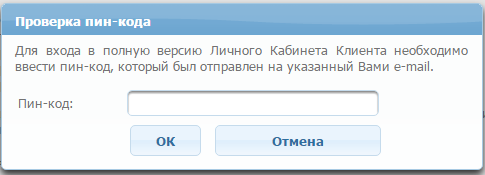 Проверка пин-кода
Для входа в полную версию Личного Кабинета Клиента необходимо
ввести пин-код, который был отправлен на указанный Вами e-mail.
Пин-код:
ОК Отмена